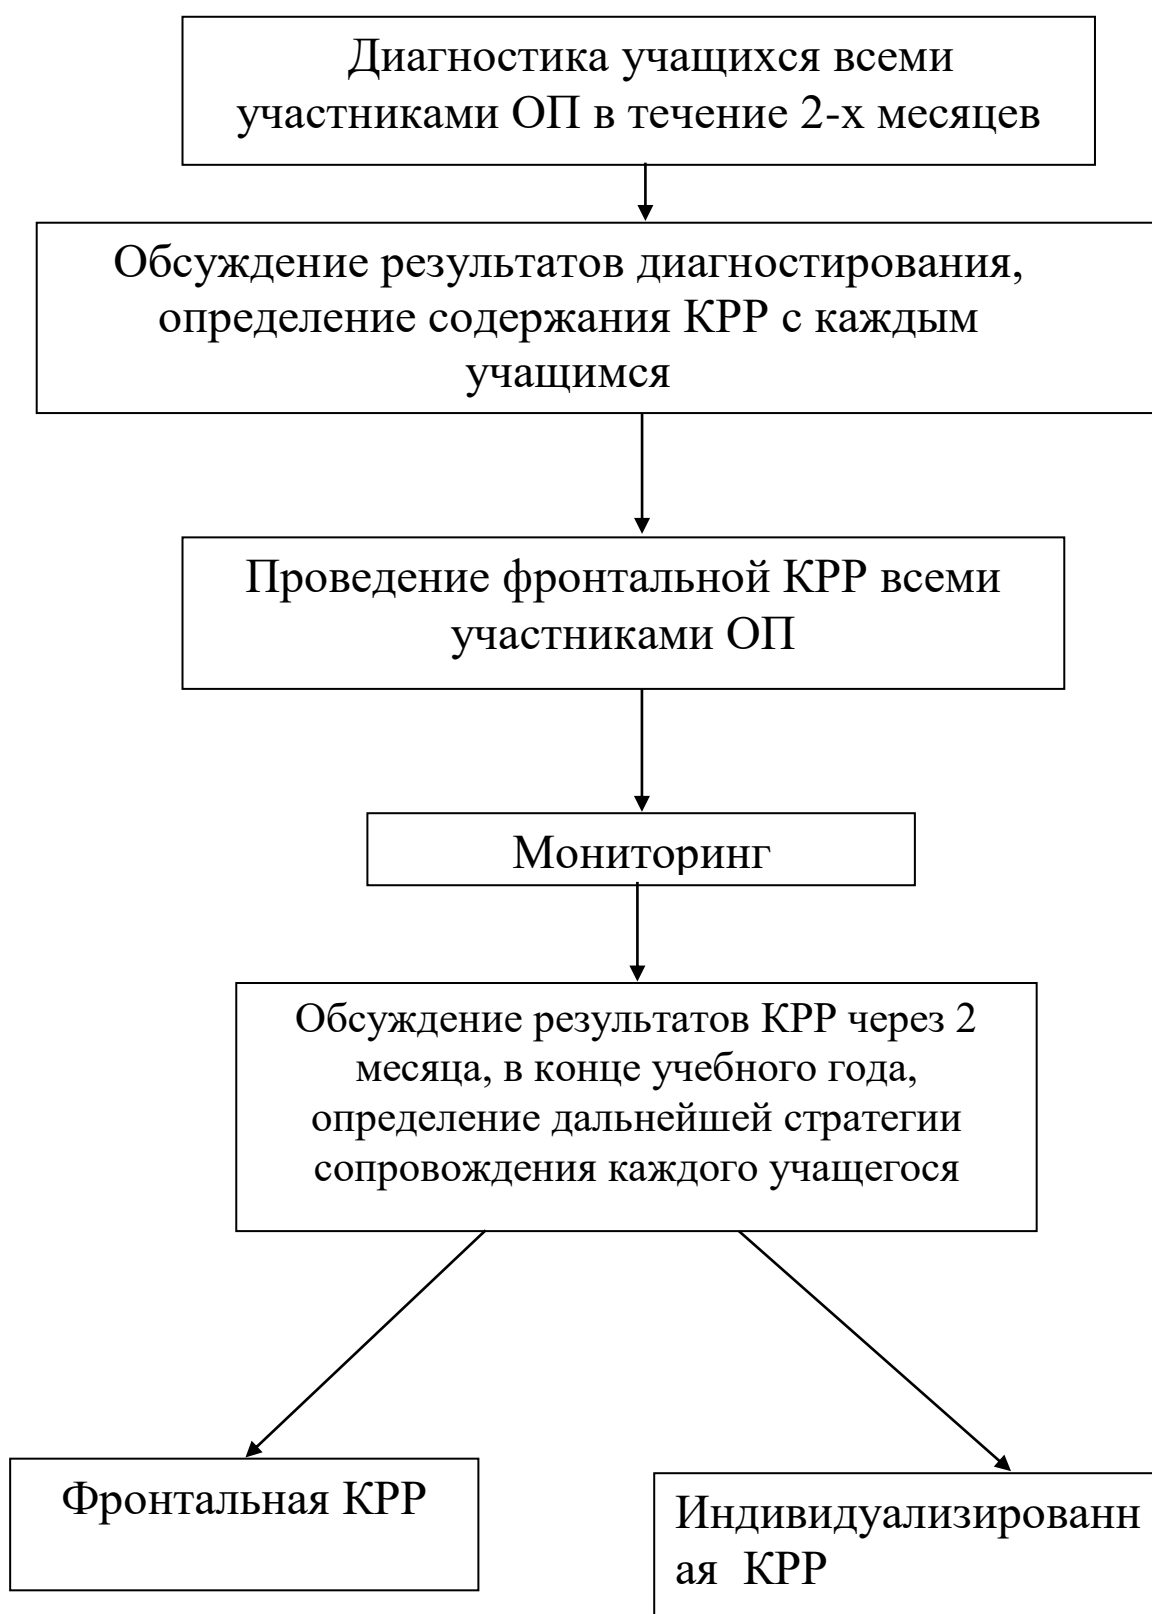 Диагностика учащихся всеми
участниками ОП в течение 2-х месяцев
Обсуждение результатов диагностирования,
определение содержания КРР с каждым
учащимся
Проведение фронтальной КРР всеми
участниками ОП
Мониторинг
Обсуждение результатов КРР через 2
месяца, в конце учебного года,
определение дальнейшей стратегии
сопровождения каждого учащегося
Фронтальная КРР
Индивидуализированн
ая КРР